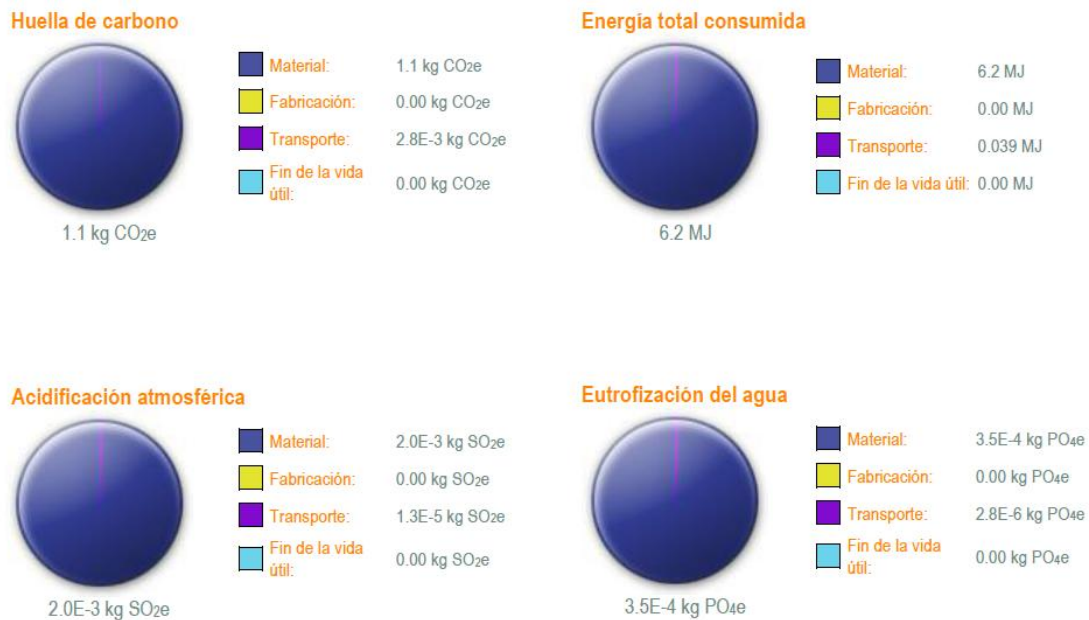 Huella de carbono
Material: 1.1 kg CO2e
Fabricación: 0.00 kg CO2e
Transporte: 2.8E-3 kg CO2e
Fin de la vida
útil: 0.00 kg CO2e
1.1 kg CO2e
Energía total consumida
Material: 6.2 MJ
Fabricación: 0.00 MJ
Transporte: 0.039 MJ
Fin de la vida útil: 0.00 MJ
6.2 MJ
Acidificación atmosférica
Material: 2.0E-3 kg SO2e
Fabricación: 0.00 kg SO2e
Transporte: 1.3E-5 kg SO2e
Fin de la vida
útil: 0.00 kg SO2e
2.0E-3 kg SO2e
Eutrofización del agua
Material: 3.5E-4 kg PO4e
Fabricación: 0.00 kg PO4e
Transporte: 2.8E-6 kg PO4e
Fin de la vida
útil: 0.00 kg PO4e
3.5E-4 kg PO4e